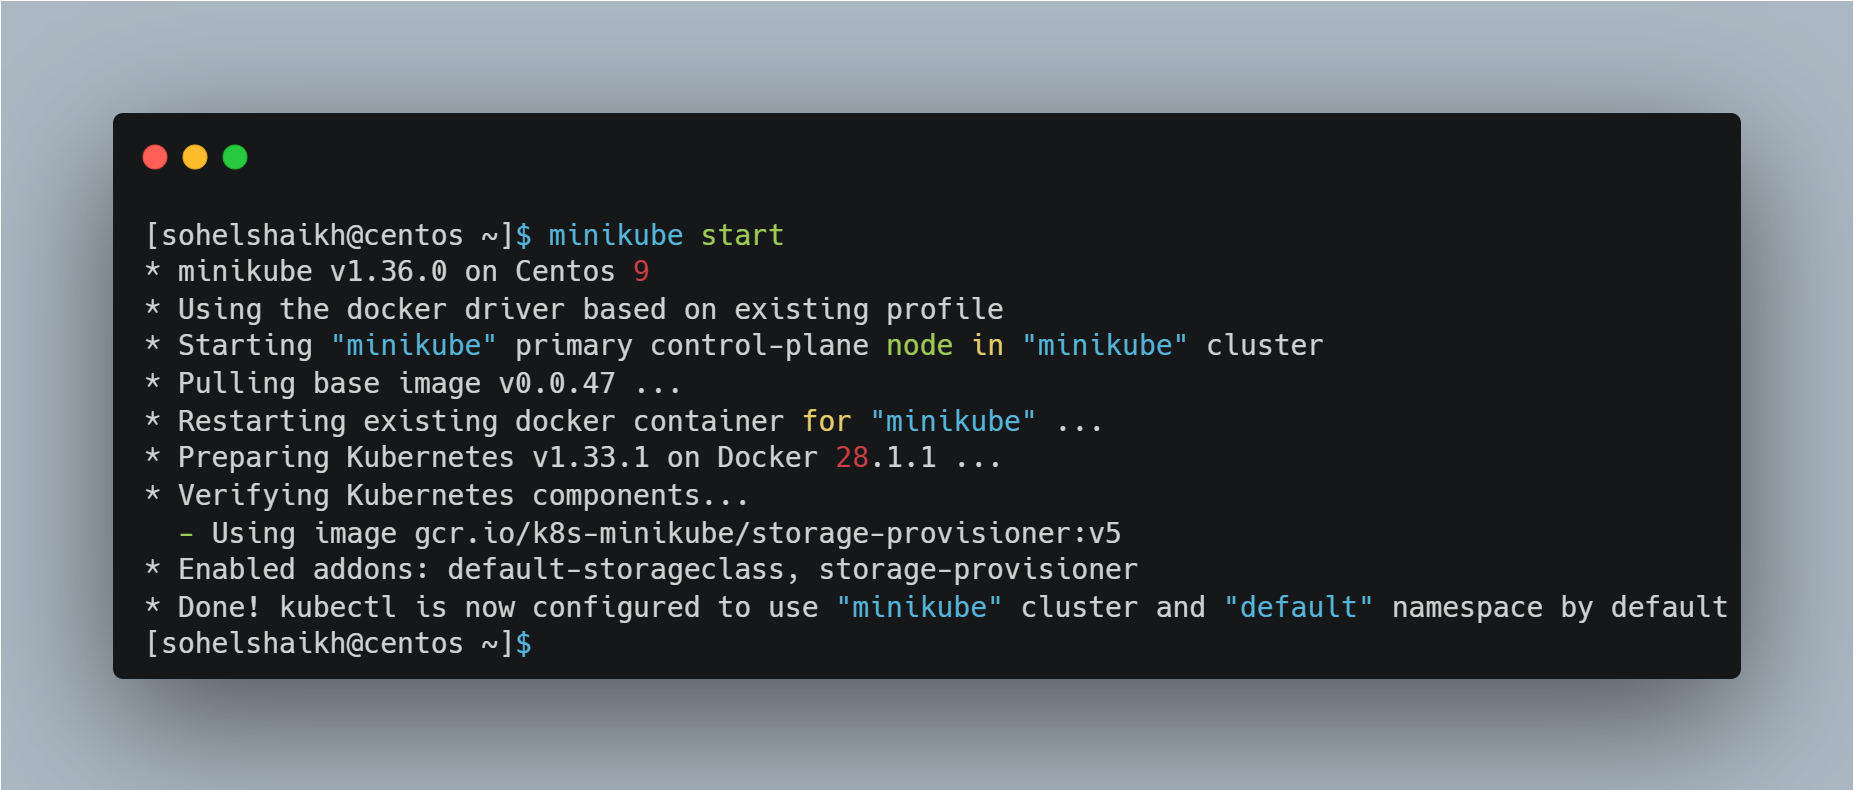 [sohelshaikh@centos ~]$ minikube start
* minikube v1.36.0 on Centos 9
* Using the docker driver based on existing profile
* Starting "minikube" primary control-plane node in "minikube" cluster
* Pulling base image v0.0.47 ...
* Restarting existing docker container for "minikube" ...
* Preparing Kubernetes v1.33.1 on Docker 28.1.1 ...
* Verifying Kubernetes components...
  - Using image gcr.io/k8s-minikube/storage-provisioner:v5
* Enabled addons: default-storageclass, storage-provisioner
* Done! kubectl is now configured to use "minikube" cluster and "default" namespace by default
[sohelshaikh@centos ~]$